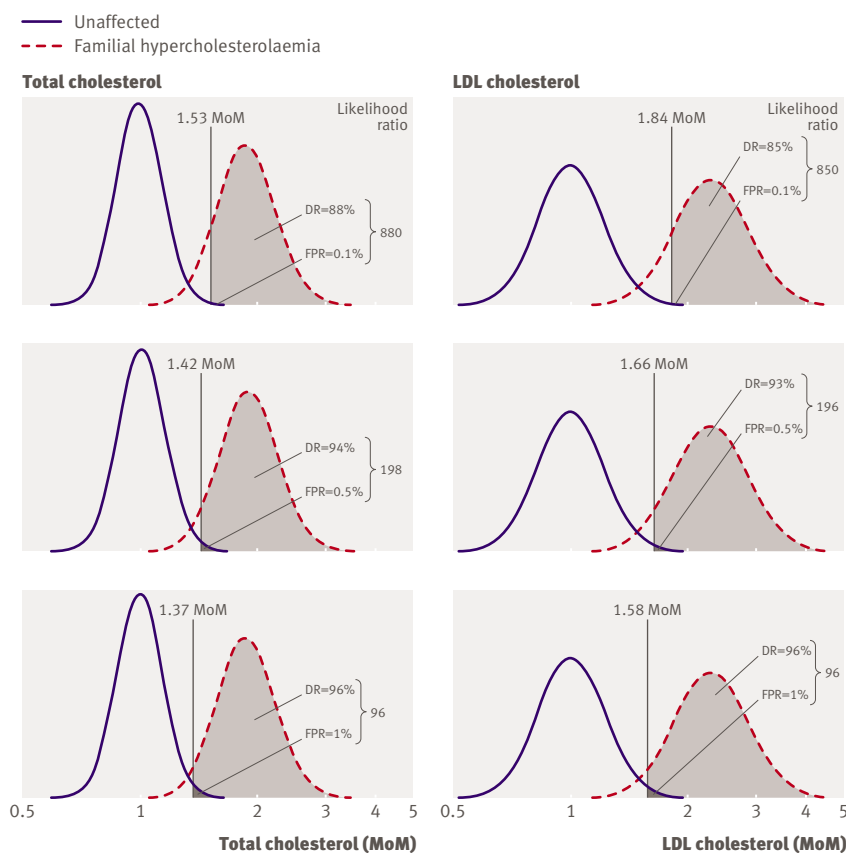 Unaffected
Familial hypercholesterolaemia
Total cholesterol
1.53 MoM
Likelihood
ratio
DR=88%
880
FPR=0.1%
LDL cholesterol
1.84 MoM
Likelihood
ratio
DR=85%
850
FPR=0.1%
1.42 MoM
DR=94%
198
FPR=0.5%
1.66 MoM
DR=93%
196
FPR=0.5%
1.37 MoM
DR=96%
96
FPR=1%
0.5 1 2 3 4 5
Total cholesterol (MoM)
1.58 MoM
DR=96%
96
FPR=1%
0.5 1 2 3 4 5
LDL cholesterol (MoM)